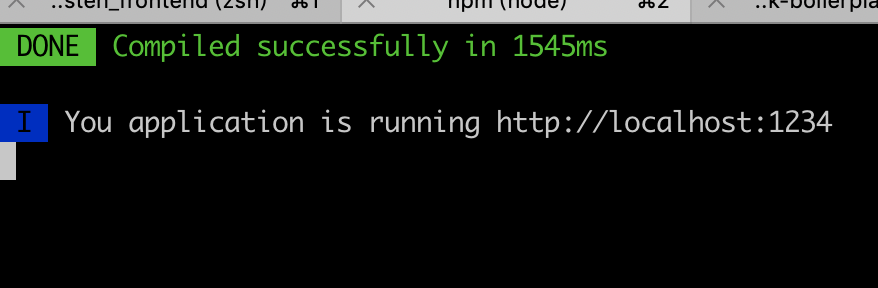 ..sten_frontend (zsh) ⌘1 npm (node) ⌘2 ..k-boilerpla
DONE Compiled successfully in 1545ms
I You application is running http://localhost:1234